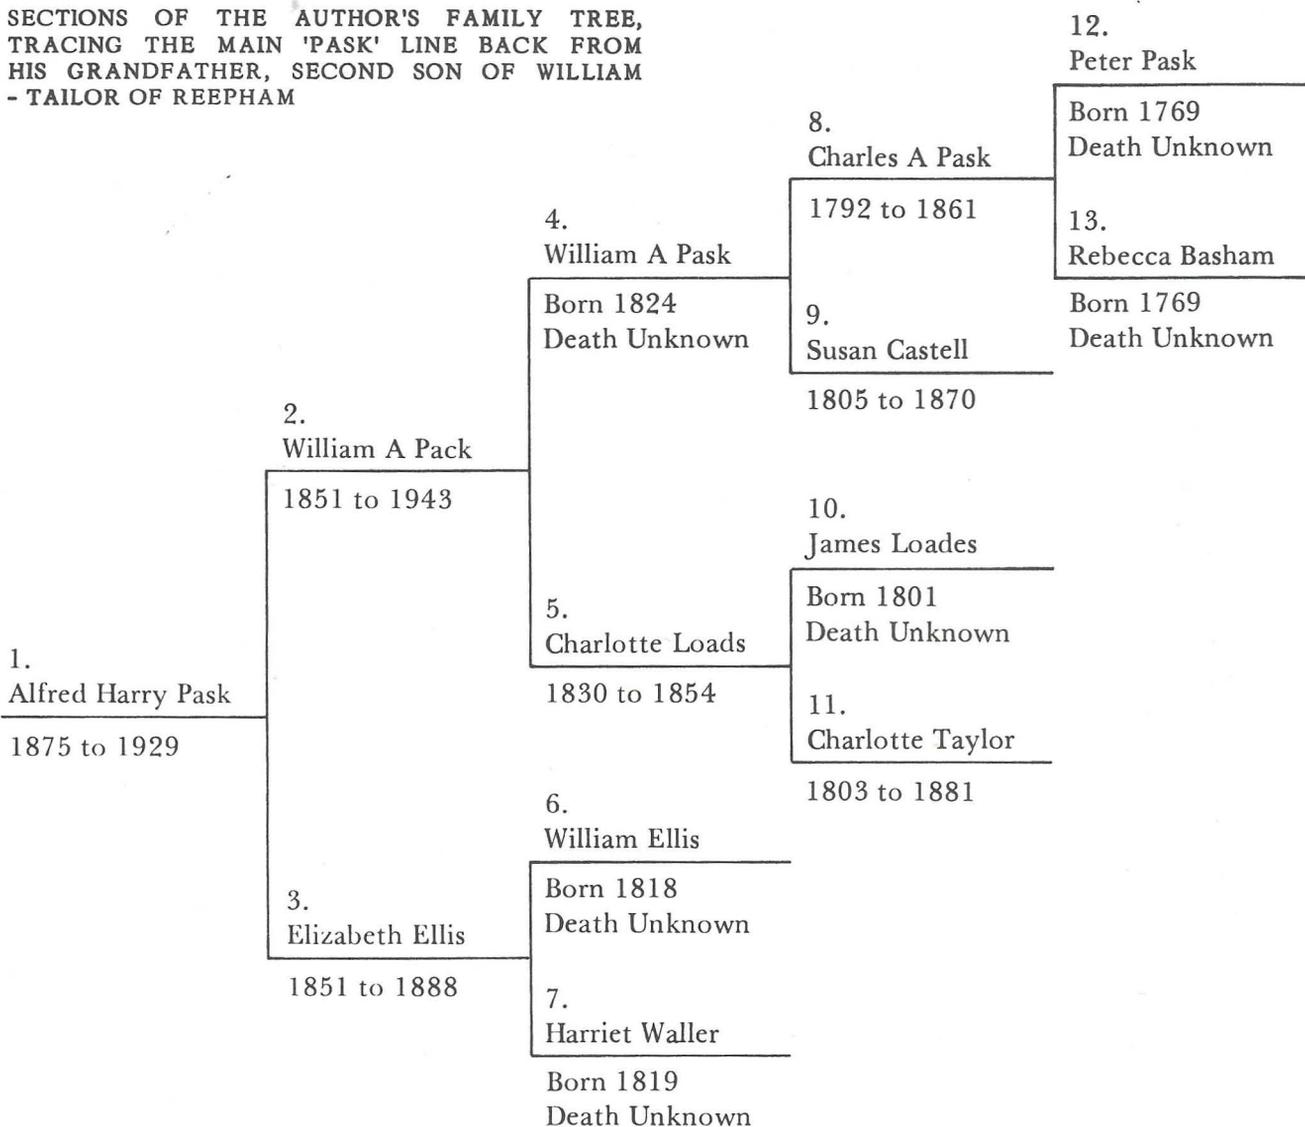 SECTIONS OF THE AUTHOR'S FAMILY TREE,
TRACING THE MAIN 'PASK' LINE BACK FROM
HIS GRANDFATHER, SECOND SON OF WILLIAM
- TAILOR OF REEPHAM
1.
Alfred Harry Pask
1875 to 1929
2.
William A Pack
1851 to 1943
3.
Elizabeth Ellis
1851 to 1888
4.
William A Pask
Born 1824
Death Unknown
5.
Charlotte Loads
1830 to 1854
6.
William Ellis
Born 1818
Death Unknown
7.
Harriet Waller
Born 1819
Death Unknown
8.
Charles A Pask
1792 to 1861
9.
Susan Castell
1805 to 1870
10.
James Loades
Born 1801
Death Unknown
11.
Charlotte Taylor
1803 to 1881
12.
Peter Pask
Born 1769
Death Unknown
13.
Rebecca Basham
Born 1769
Death Unknown